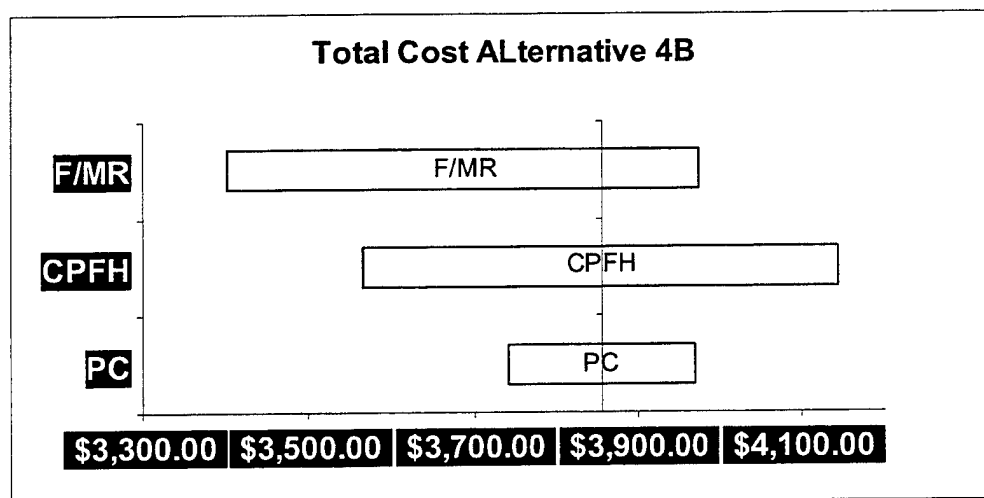 Total Cost ALternative 4B
F/MR F/MR
CPFH CPFH
PC PC
$3,300.00 $3,500.00 $3,700.00 $3,900.00 $4,100.00